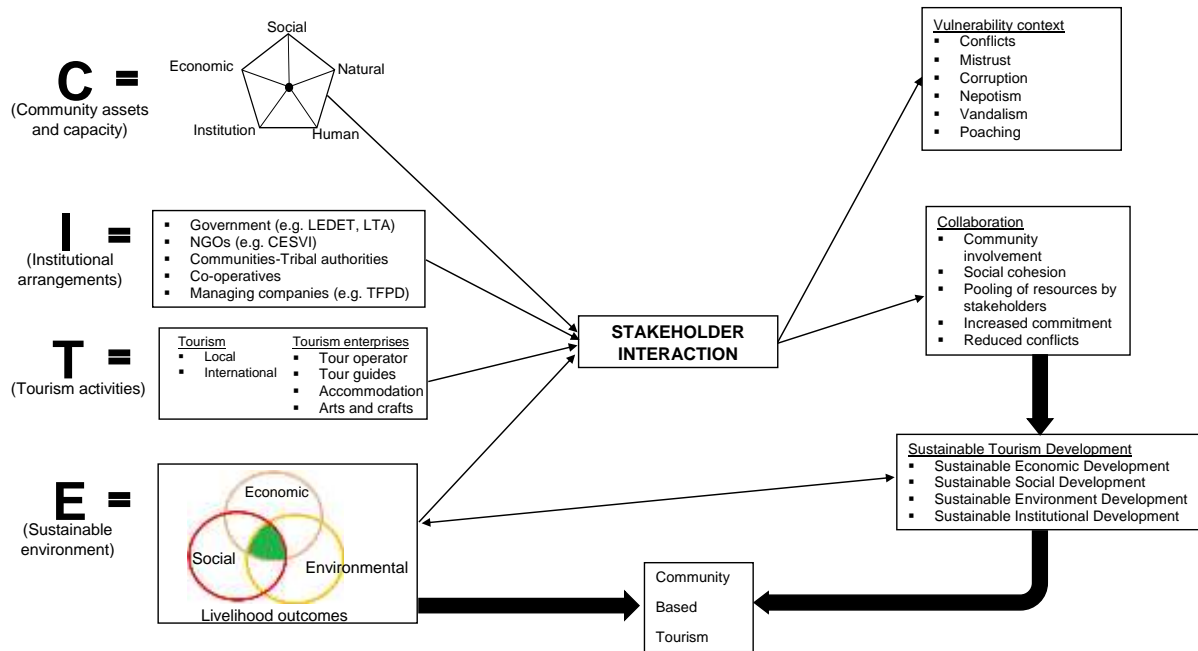 C =
(Community assets
and capacity)
Social
Economic
Natural
Institution
Human
I =
(Institutional
arrangements)
▪ Government (e.g. LEDET, LTA)
▪ NGOs (e.g. CESVI)
▪ Communities-Tribal authorities
▪ Co-operatives
▪ Managing companies (e.g. TFPD)
T =
(Tourism activities)
Tourism
▪ Local
▪ International
Tourism enterprises
▪ Tour operator
▪ Tour guides
▪ Accommodation
▪ Arts and crafts
E =
(Sustainable
environment)
Economic
Social
Environmental
Livelihood outcomes
STAKEHOLDER
INTERACTION
Vulnerability context
▪ Conflicts
▪ Mistrust
▪ Corruption
▪ Nepotism
▪ Vandalism
▪ Poaching
Collaboration
▪ Community
involvement
▪ Social cohesion
▪ Pooling of resources by
stakeholders
▪ Increased commitment
▪ Reduced conflicts
Sustainable Tourism Development
▪ Sustainable Economic Development
▪ Sustainable Social Development
▪ Sustainable Environment Development
▪ Sustainable Institutional Development
Community
Based
Tourism